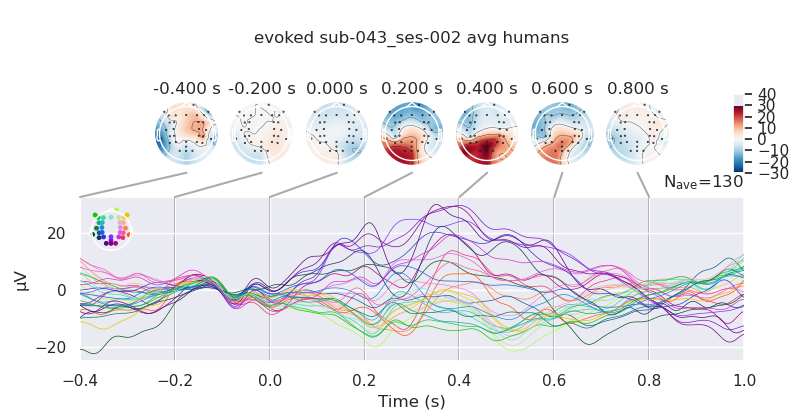 evoked sub-043_ses-002 avg humans
-0.400 s -0.200 s 0.000 s 0.200 s 0.400 s 0.600 s 0.800 s
40
30
20
10
0
−10
−20
−30
Nave=130
µV
20
0
−20
−0.4 −0.2 0.0 0.2 0.4 0.6 0.8 1.0
Time (s)